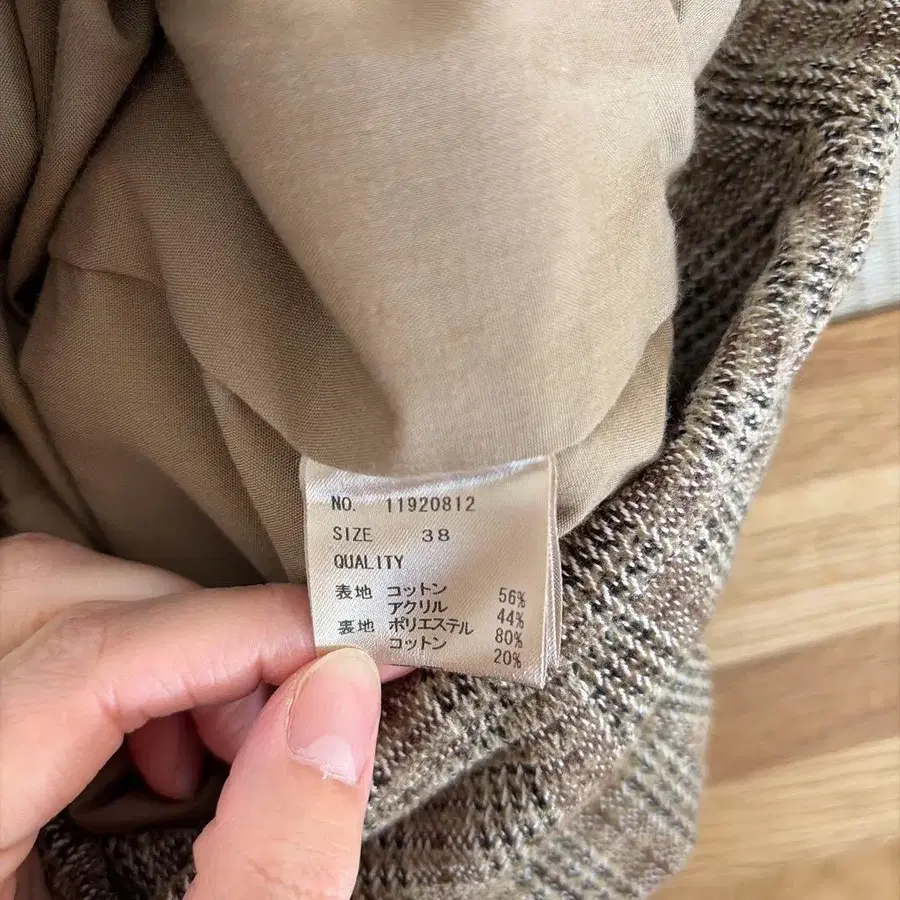 NO. 11920812
SIZE 38
QUALITY
表地 コットン 56%
アクリル 44%
裏地 ポリエステル 80%
コットン 20%